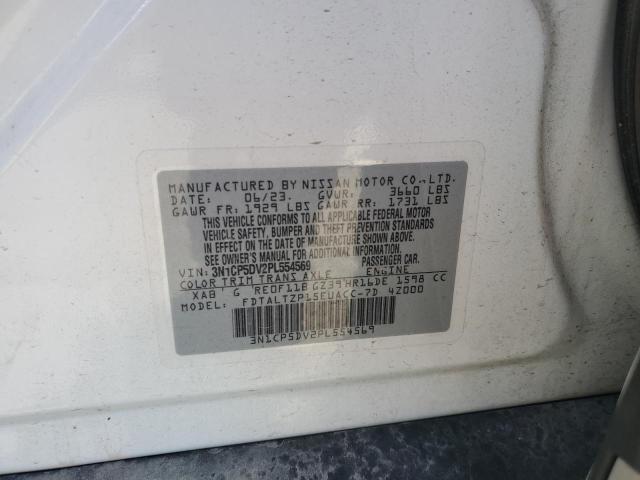 MANUFACTURED BY NISSAN MOTOR CO., LTD.
DATE: 06/23 GVWR: 3660 LBS
GAWR FR: 1929 LBS GAWR RR: 1731 LBS
THIS VEHICLE CONFORMS TO ALL APPLICABLE FEDERAL MOTOR
VEHICLE SAFETY, BUMPER AND THEFT PREVENTION STANDARDS
IN EFFECT ON THE DATE OF MANUFACTURE SHOWN ABOVE.
SEE OWNER'S MANUAL FOR ADDITIONAL INFORMATION
VIN: 3N1CP5DV2PL554569 PASSENGER CAR.
COLOR TRIM TRANS AXLE ENGINE
XAB G RE0F11B GZ39 HR16DE 1598 CC
MODEL: FDTALTZP15EUACC-7D 4Z000
3N1CP5DV2PL554569